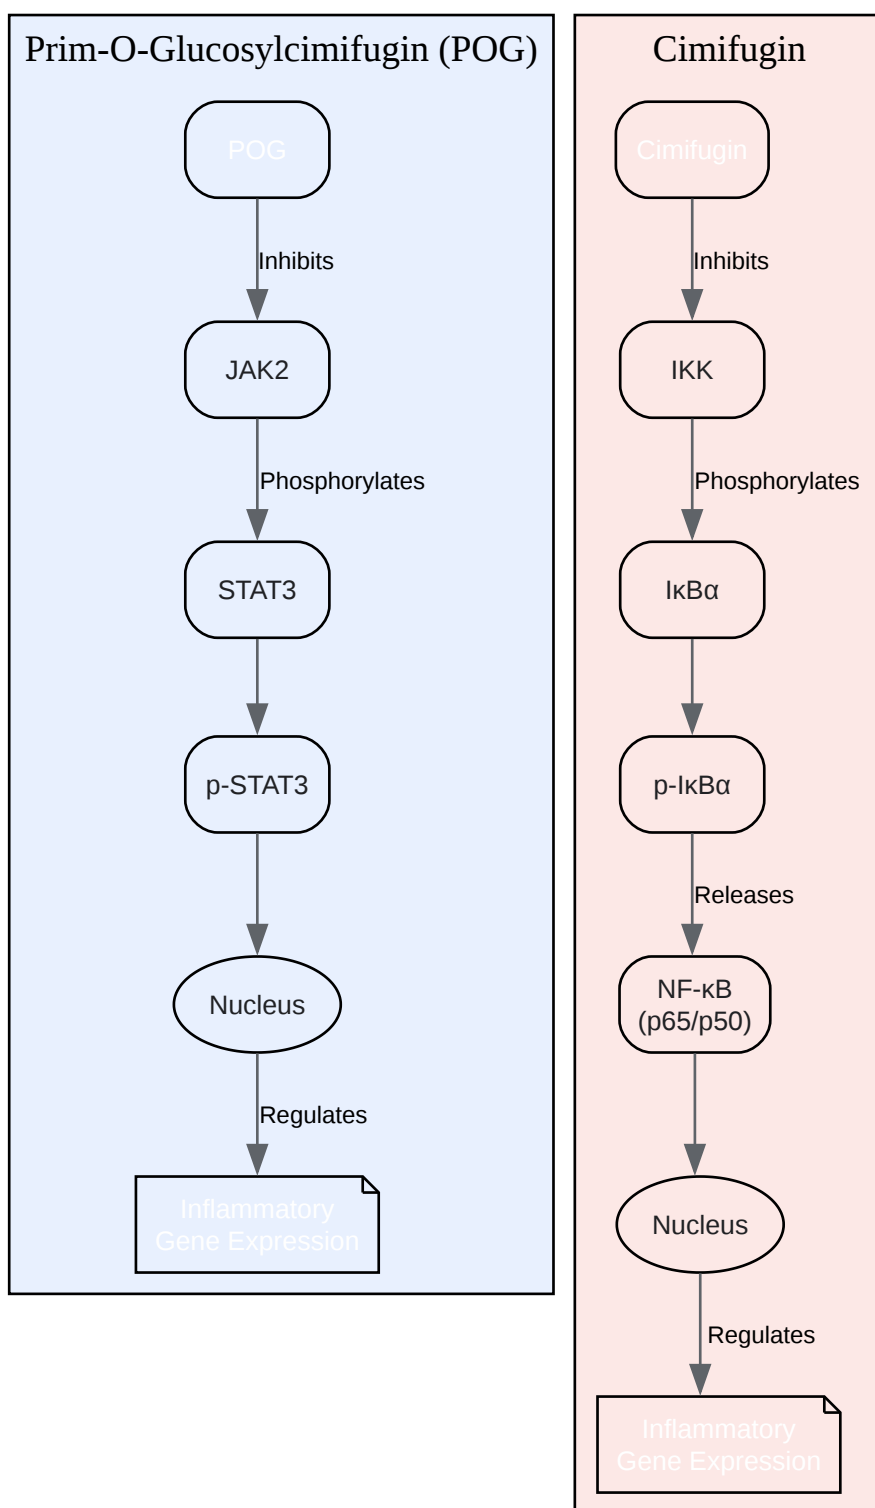 Prim-O-Glucosylcimifugin (POG)
POG
Inhibits
JAK2
Phosphorylates
STAT3
p-STAT3
Nucleus
Regulates
Inflammatory
Gene Expression
Cimifugin
Cimifugin
Inhibits
IKK
Phosphorylates
IκBα
p-IκBα
Releases
NF-κB
(p65/p50)
Nucleus
Regulates
Inflammatory
Gene Expression